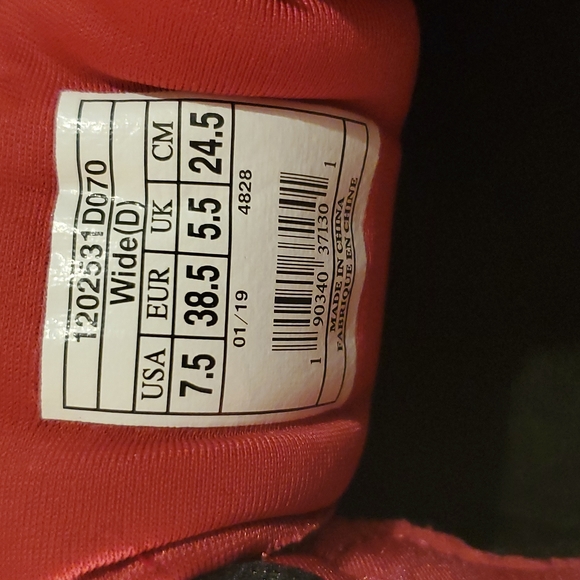 1202531D070
Wide(D)
USA EUR UK CM
7.5 38.5 5.5 24.5
01/19 4828
1 90340 37130 1
MADE IN CHINA
FABRIQUE EN CHINE